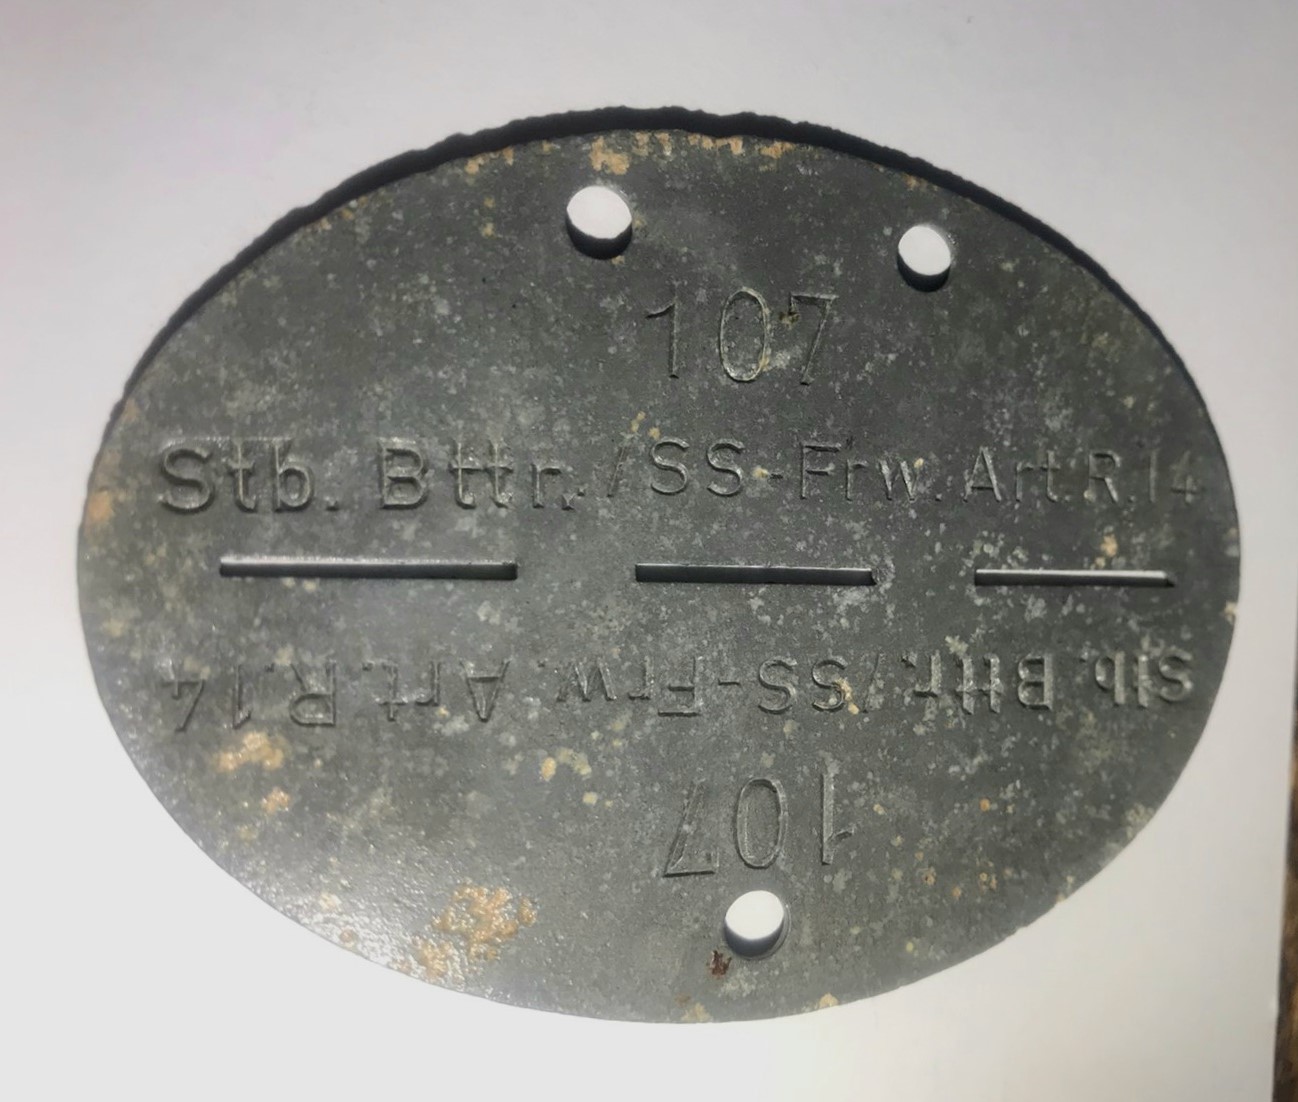 107
Stb. Bttr./SS-Frw. Art.R.14
Stb. Bttr./SS-Frw. Art.R.14
107